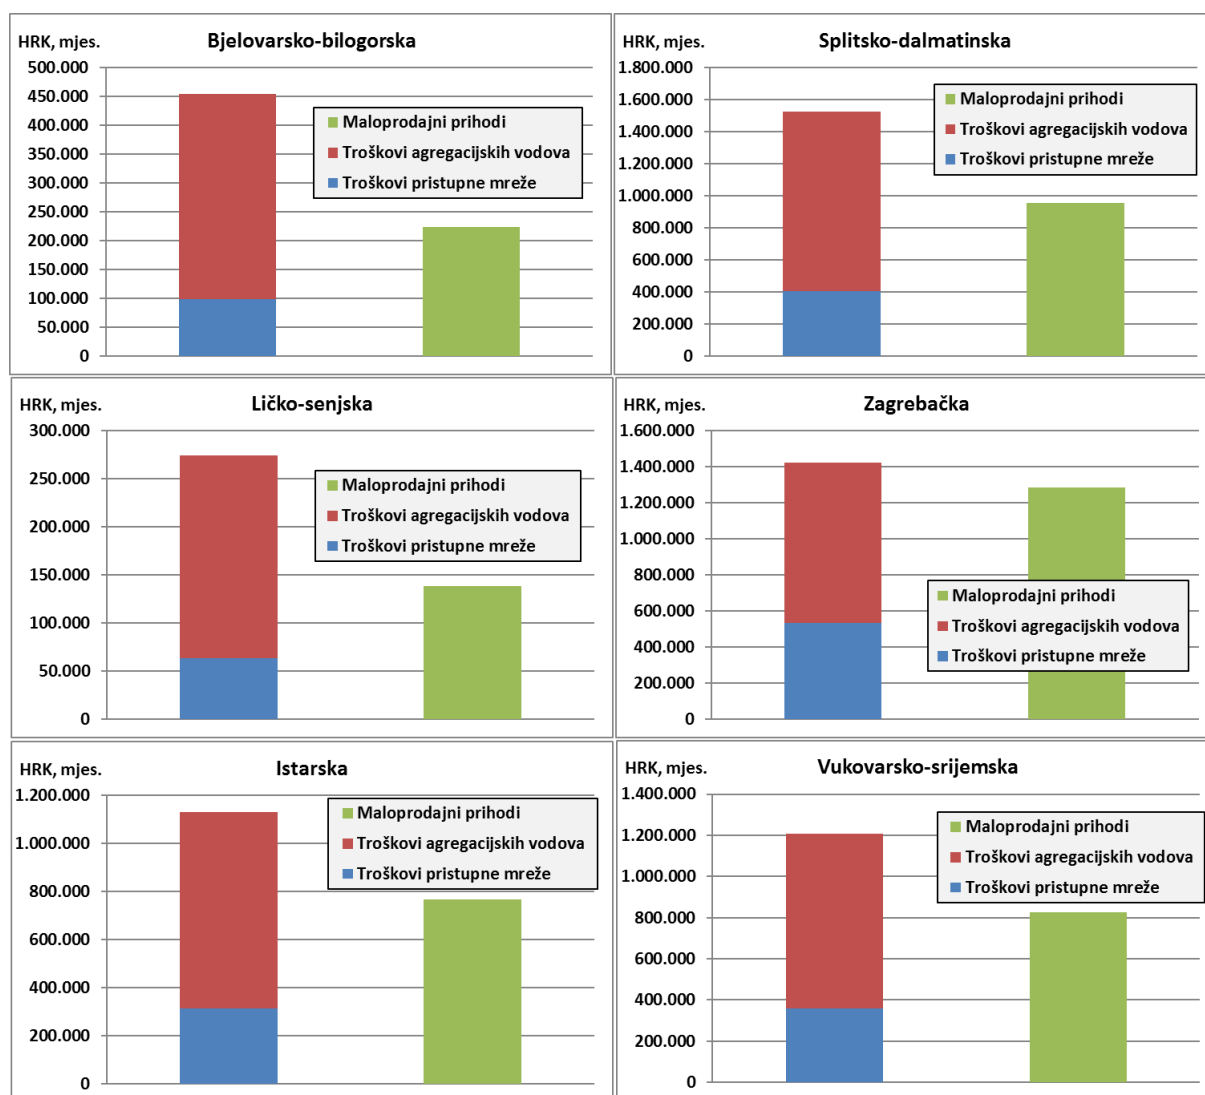 HRK, mjes.
Bjelovarsko-bilogorska
500.000
450.000
400.000
350.000
300.000
250.000
200.000
150.000
100.000
50.000
0
Maloprodajni prihodi
Troškovi agregacijskih vodova
Troškovi pristupne mreže
HRK, mjes.
Splitsko-dalmatinska
1.800.000
1.600.000
1.400.000
1.200.000
1.000.000
800.000
600.000
400.000
200.000
0
Maloprodajni prihodi
Troškovi agregacijskih vodova
Troškovi pristupne mreže
HRK, mjes.
Ličko-senjska
300.000
250.000
200.000
150.000
100.000
50.000
0
Maloprodajni prihodi
Troškovi agregacijskih vodova
Troškovi pristupne mreže
HRK, mjes.
Zagrebačka
1.600.000
1.400.000
1.200.000
1.000.000
800.000
600.000
400.000
200.000
0
Maloprodajni prihodi
Troškovi agregacijskih vodova
Troškovi pristupne mreže
HRK, mjes.
Istarska
1.200.000
1.000.000
800.000
600.000
400.000
200.000
0
Maloprodajni prihodi
Troškovi agregacijskih vodova
Troškovi pristupne mreže
HRK, mjes.
Vukovarsko-srijemska
1.400.000
1.200.000
1.000.000
800.000
600.000
400.000
200.000
0
Maloprodajni prihodi
Troškovi agregacijskih vodova
Troškovi pristupne mreže